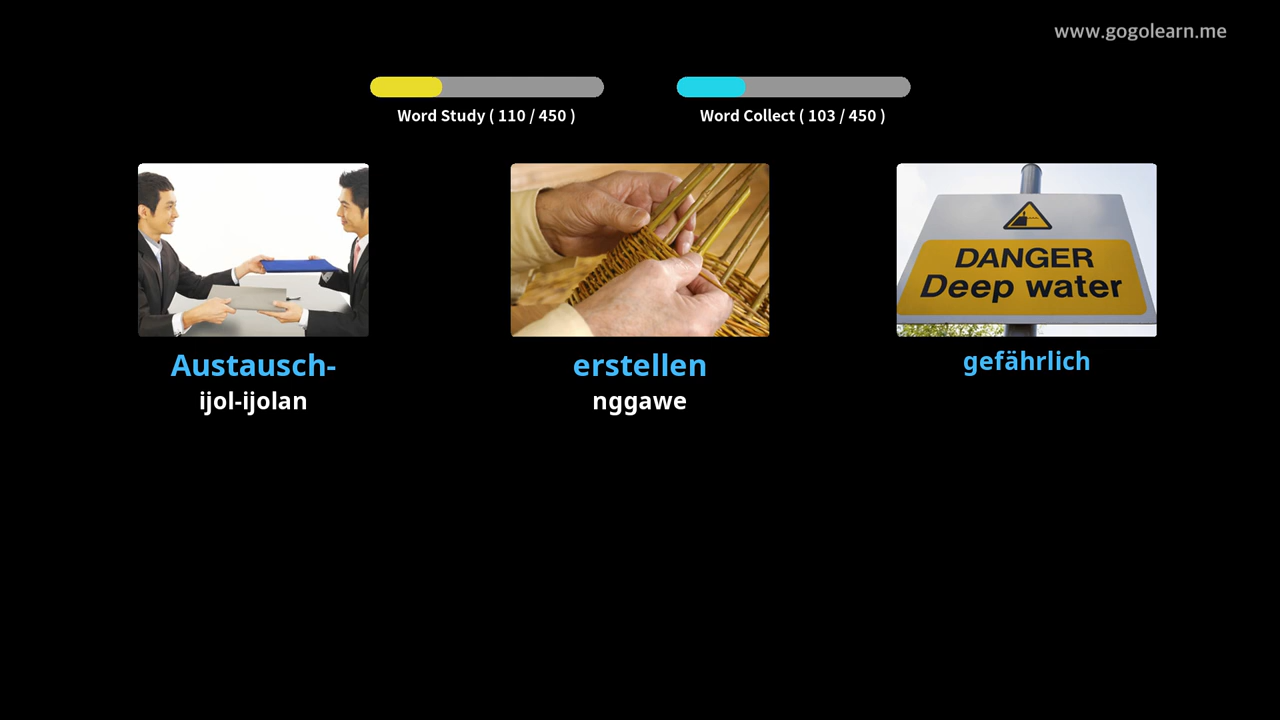 www.gogolearn.me
Word Study ( 110 / 450 )
Word Collect ( 103 / 450 )
DANGER
Deep water
Austausch-
ijol-ijolan
erstellen
nggawe
gefährlich